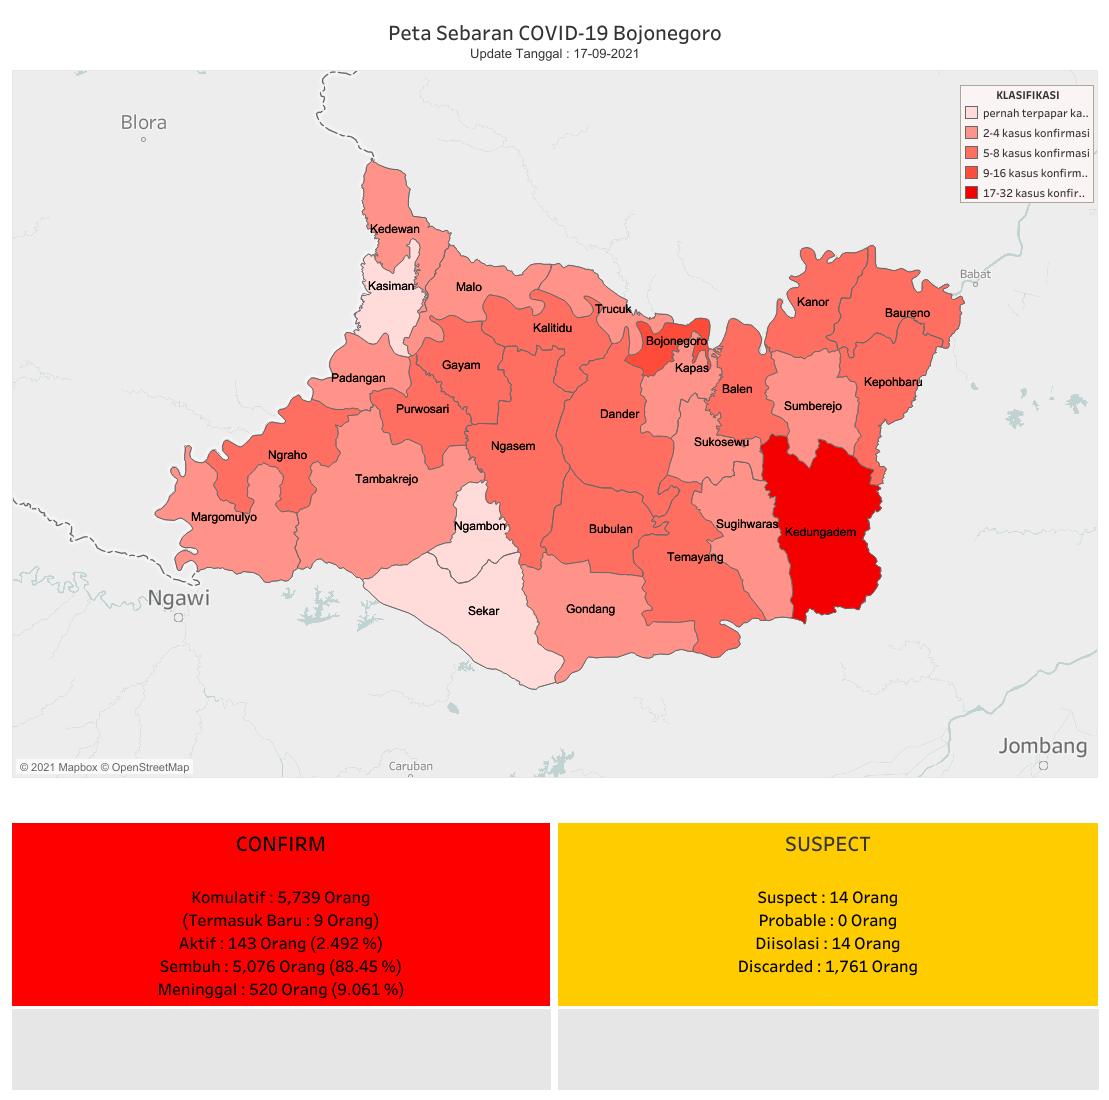 Peta Sebaran COVID-19 Bojonegoro
Update Tanggal : 17-09-2021
KLASIFIKASI
pernah terpapar ka..
2-4 kasus konfirmasi
5-8 kasus konfirmasi
9-16 kasus konfirm..
17-32 kasus konfir..
Blora
Kedewan
Kasiman
Malo
Trucuk
Kalitidu
Bojonegoro
Kanor
Babat
Baureno
Gayam
Kapas
Padangan
Balen
Kepohbaru
Purwosari
Dander
Sumberejo
Ngraho
Ngasem
Sukosewu
Tambakrejo
Margomulyo
Ngambon
Bubulan
Sugihwaras
Kedungadem
Temayang
Ngawi
Sekar
Gondang
Jombang
Caruban
© 2021 Mapbox © OpenStreetMap
CONFIRM
Komulatif : 5,739 Orang
(Termasuk Baru : 9 Orang)
Aktif : 143 Orang (2.492 %)
Sembuh : 5,076 Orang (88.45 %)
Meninggal : 520 Orang (9.061 %)
SUSPECT
Suspect : 14 Orang
Probable : 0 Orang
Diisolasi : 14 Orang
Discarded : 1,761 Orang